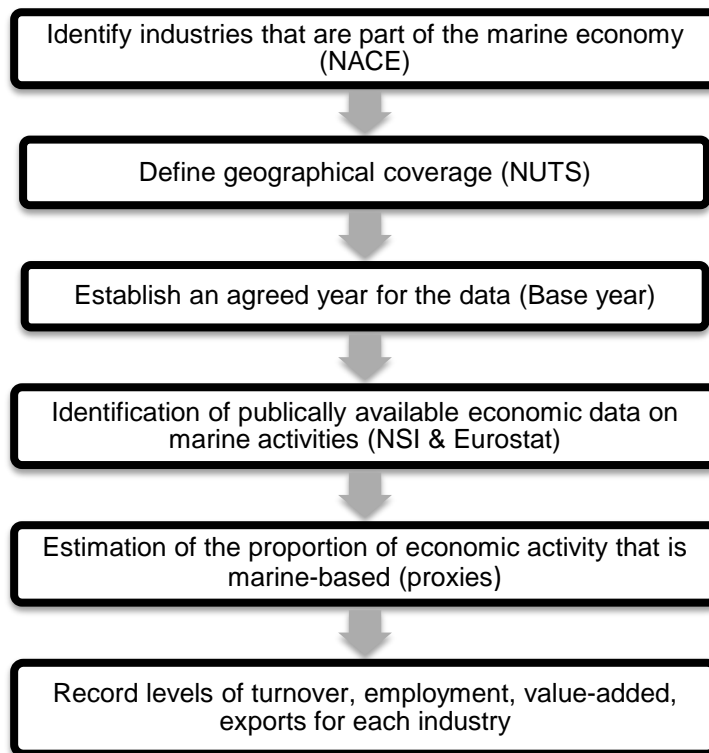 Identify industries that are part of the marine economy
(NACE)
Define geographical coverage (NUTS)
Establish an agreed year for the data (Base year)
Identification of publically available economic data on
marine activities (NSI & Eurostat)
Estimation of the proportion of economic activity that is
marine-based (proxies)
Record levels of turnover, employment, value-added,
exports for each industry